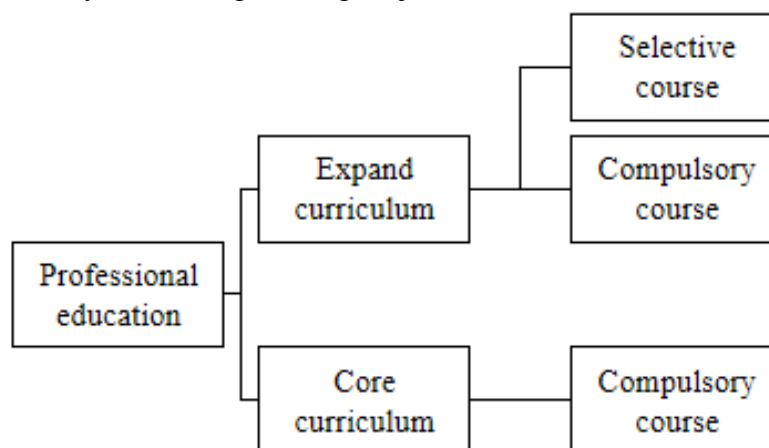 Selective
course
Expand
curriculum
Compulsory
course
Professional
education
Core
curriculum
Compulsory
course